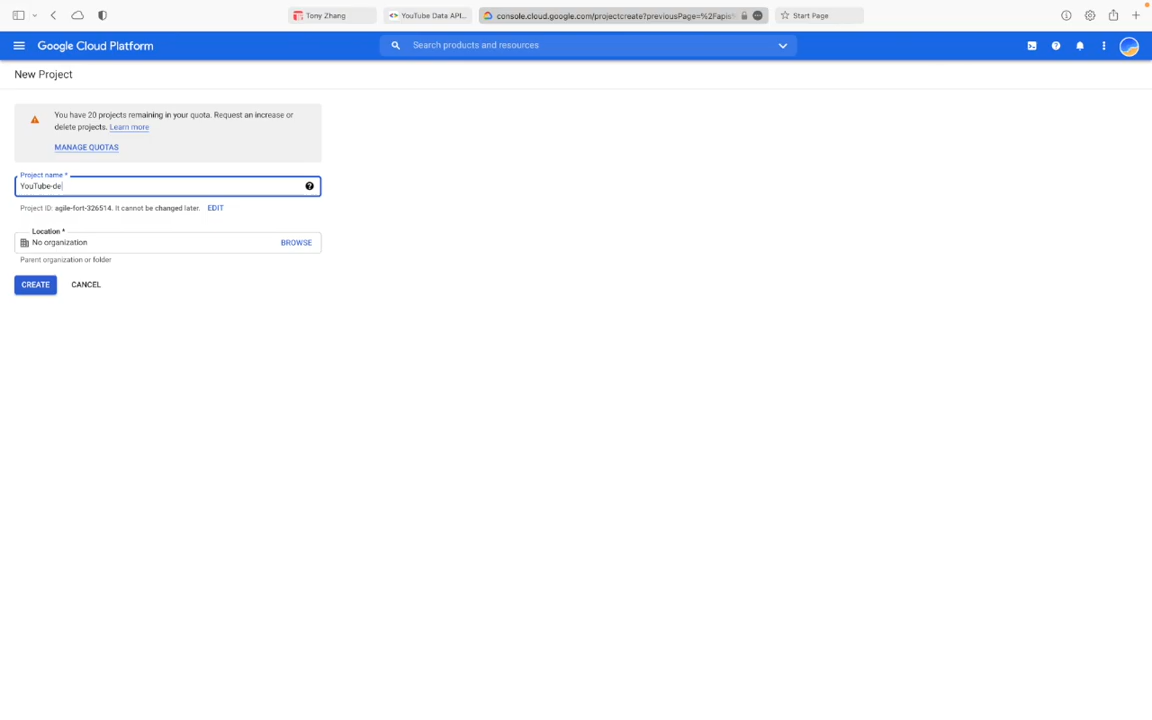 Tony Zhang
YouTube Data API...
console.cloud.google.com/projectcreate?previousPage=%2Fapis%
Start Page
Google Cloud Platform
Search products and resources
New Project
You have 20 projects remaining in your quota. Request an increase or
delete projects. Learn more
MANAGE QUOTAS
Project name *
YouTube-de
Project ID: agile-fort-326514. It cannot be changed later. EDIT
Location *
No organization
BROWSE
Parent organization or folder
CREATE
CANCEL